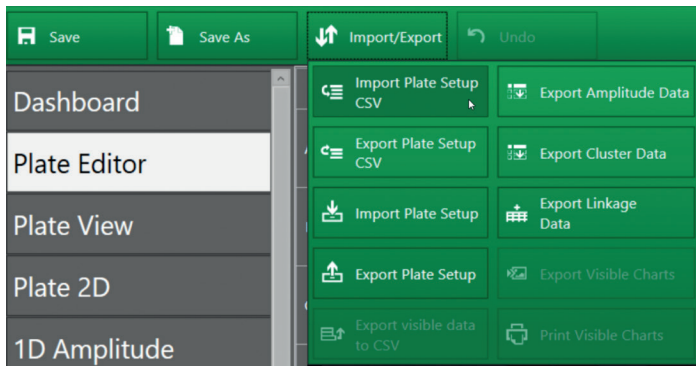 Save
Save As
Import/Export
Undo
Dashboard
Plate Editor
Plate View
Plate 2D
1D Amplitude
Import Plate Setup
CSV
Export Amplitude Data
Export Plate Setup
CSV
Export Cluster Data
Import Plate Setup
Export Linkage
Data
Export Plate Setup
Export Visible Charts
Export visible data
to CSV
Print Visible Charts